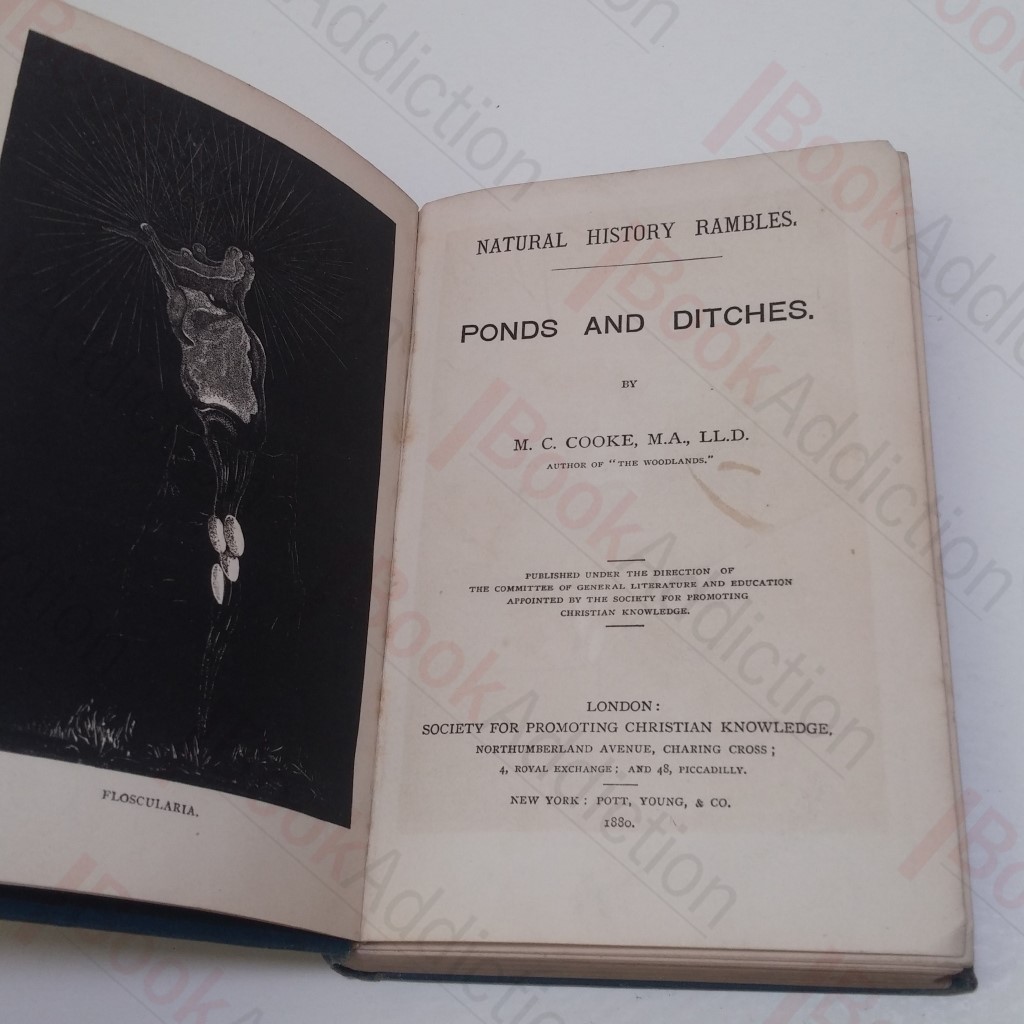 FLOSCULARIA.
NATURAL HISTORY RAMBLES.
PONDS AND DITCHES.
BY
M. C. COOKE, M.A., LL.D.
AUTHOR OF "THE WOODLANDS."
PUBLISHED UNDER THE DIRECTION OF
THE COMMITTEE OF GENERAL LITERATURE AND EDUCATION
APPOINTED BY THE SOCIETY FOR PROMOTING
CHRISTIAN KNOWLEDGE.
LONDON:
SOCIETY FOR PROMOTING CHRISTIAN KNOWLEDGE,
NORTHUMBERLAND AVENUE, CHARING CROSS;
4, ROYAL EXCHANGE; AND 48, PICCADILLY.
NEW YORK: POTT, YOUNG, & CO.
1880.
BookAddiction